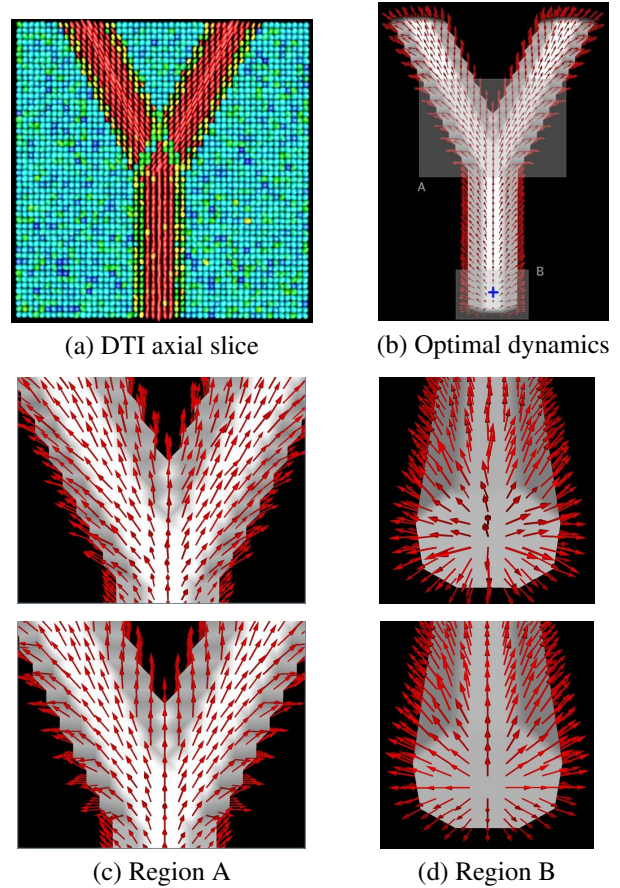 A
B
(a) DTI axial slice
(b) Optimal dynamics
(c) Region A
(d) Region B